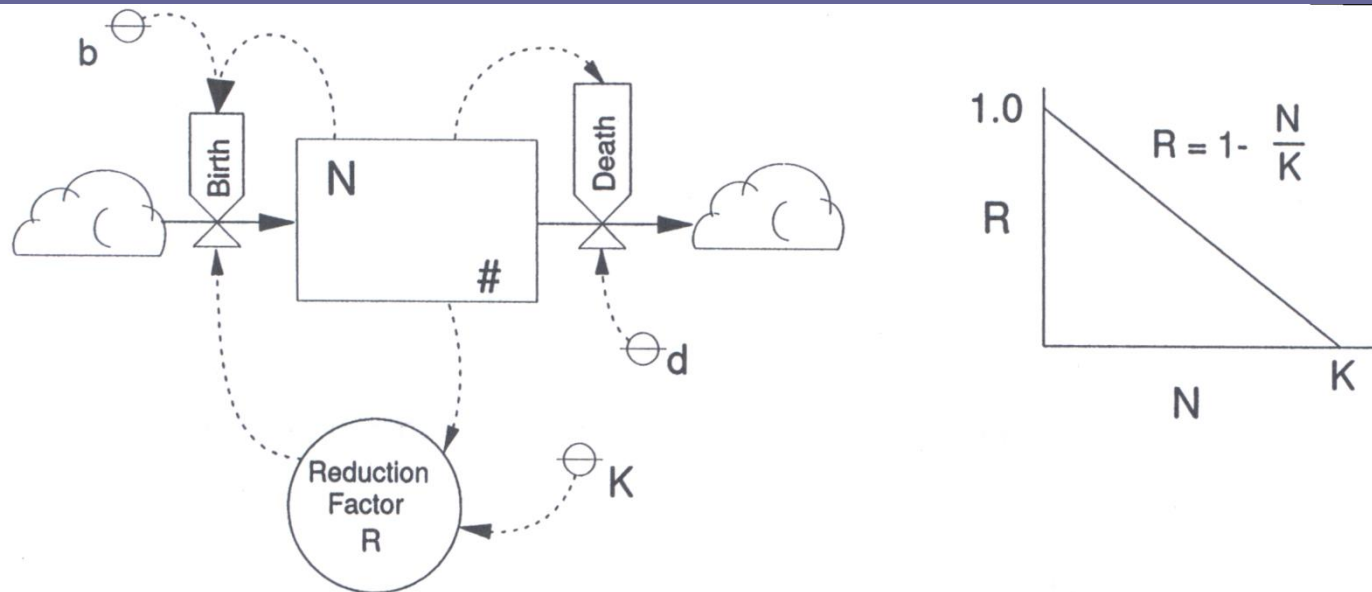 b
Birth
N
#
Death
d
Reduction
Factor
R
K
1.0
R = 1- N/K
R
N
K